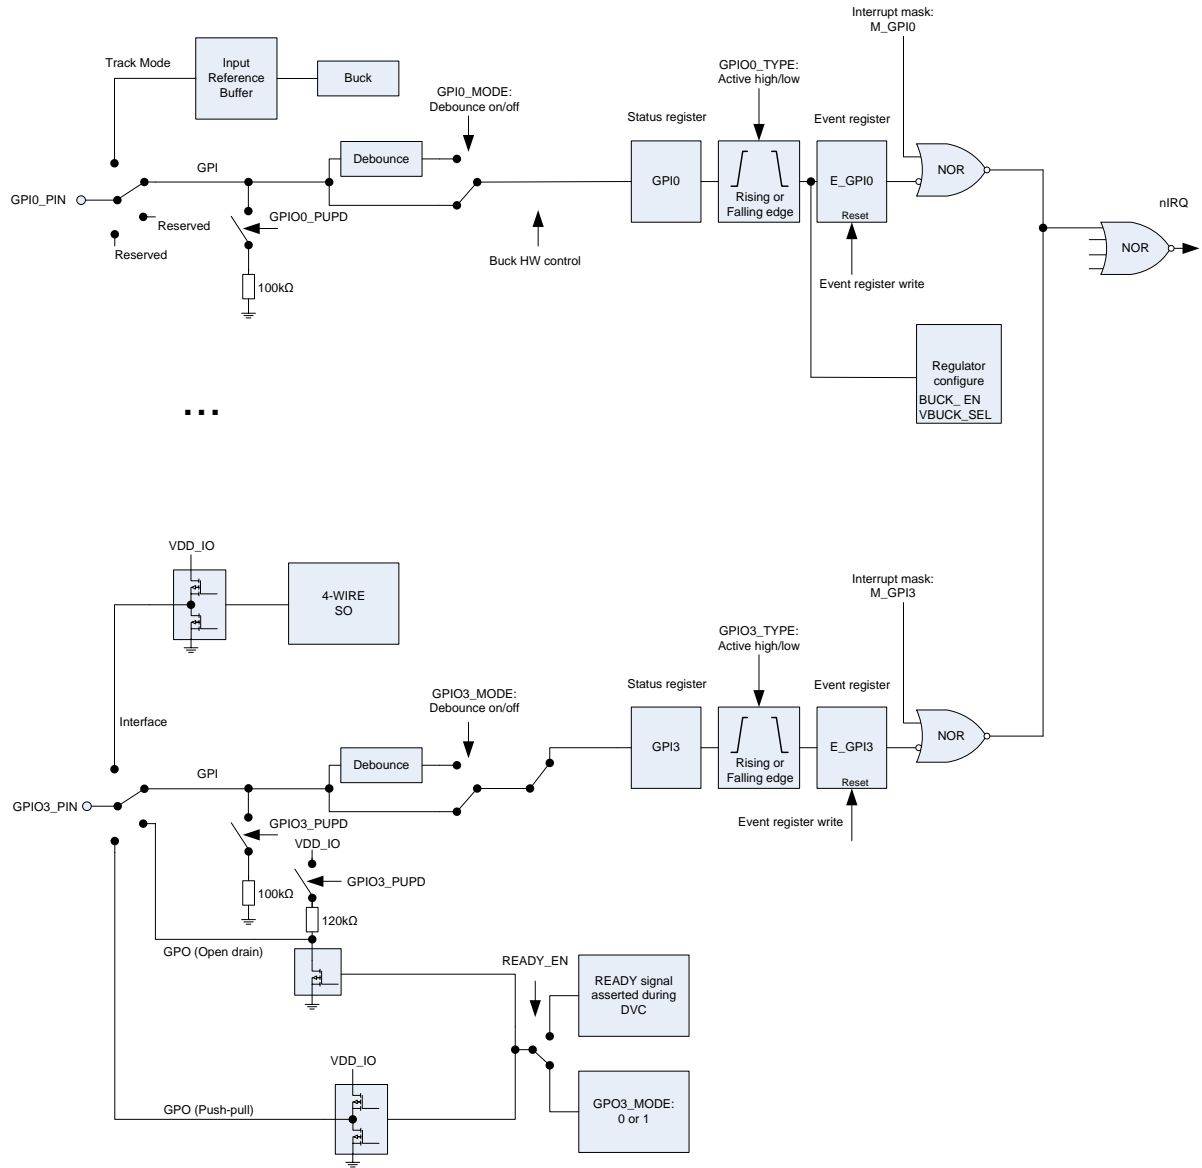 Interrupt mask:
M_GPI0
Track Mode
Input
Reference
Buffer
Buck
GPI0_MODE:
Debounce on/off
GPIO0_TYPE:
Active high/low
Status register
Event register
GPI
Debounce
GPI0
Rising or
Falling edge
E_GPI0
Reset
NOR
nIRQ
NOR
GPI0_PIN
Reserved
Reserved
GPIO0_PUPD
100kΩ
Buck HW control
Event register write
Regulator
configure
BUCK_ EN
VBUCK_SEL
...
VDD_IO
4-WIRE
SO
Interrupt mask:
M_GPI3
GPIO3_TYPE:
Active high/low
Status register
Event register
Interface
GPIO3_MODE:
Debounce on/off
GPI
Debounce
GPI3
Rising or
Falling edge
E_GPI3
Reset
NOR
GPIO3_PIN
Event register write
GPIO3_PUPD
VDD_IO
GPIO3_PUPD
100kΩ
120kΩ
GPO (Open drain)
READY_EN
READY signal
asserted during
DVC
VDD_IO
GPO (Push-pull)
GPO3_MODE:
0 or 1